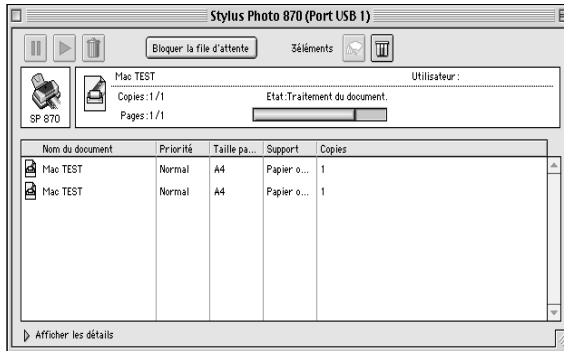 Stylus Photo 870 (Port USB 1)
Bloquer la file d'attente 3éléments
Mac TEST Utilisateur :
Copies :1/1 Etat :Traitement du document.
SP 870 Pages :1/1
Nom du document Priorité Taille pa... Support Copies
Mac TEST Normal A4 Papier o... 1
Mac TEST Normal A4 Papier o... 1
Afficher les détails